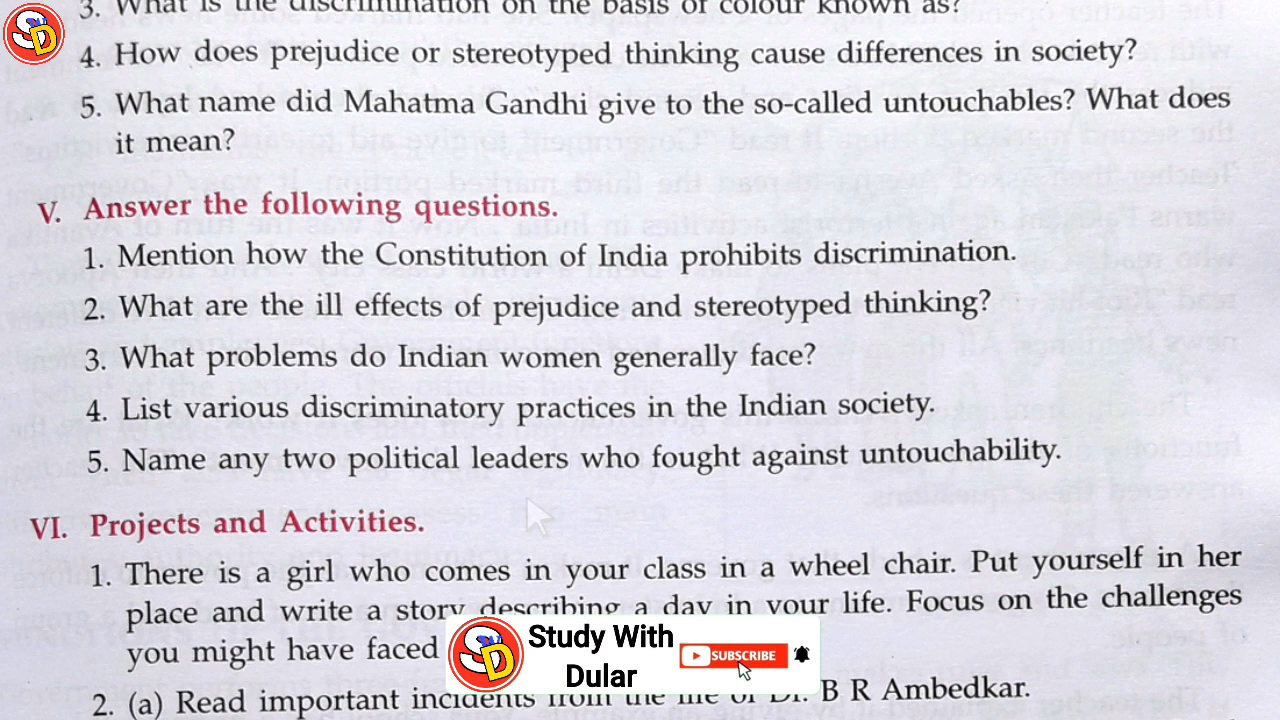 SD
3. What is the discrimination on the basis of colour known as?
4. How does prejudice or stereotyped thinking cause differences in society?
5. What name did Mahatma Gandhi give to the so-called untouchables? What does
it mean?
V. Answer the following questions.
1. Mention how the Constitution of India prohibits discrimination.
2. What are the ill effects of prejudice and stereotyped thinking?
3. What problems do Indian women generally face?
4. List various discriminatory practices in the Indian society.
5. Name any two political leaders who fought against untouchability.
VI. Projects and Activities.
1. There is a girl who comes in your class in a wheel chair. Put yourself in her
place and write a story describing a day in your life. Focus on the challenges
you might have faced
SD
Study With
Dular
SUBSCRIBE
2. (a) Read important incidents from the life of Dr. B R Ambedkar.